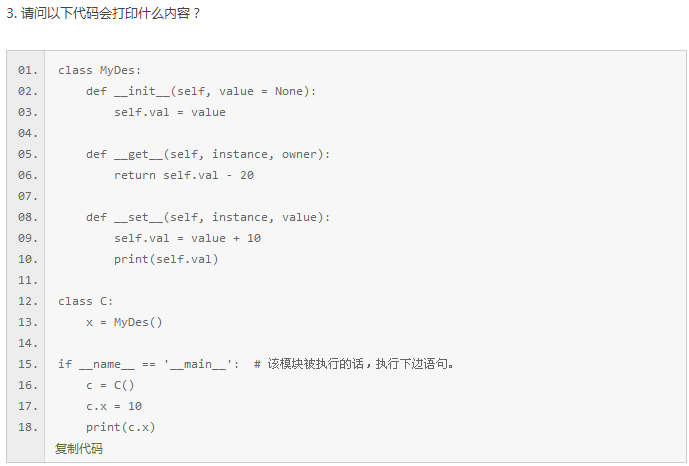 3. 请问以下代码会打印什么内容？
01. class MyDes:
02.     def __init__(self, value = None):
03.         self.val = value
04.
05.     def __get__(self, instance, owner):
06.         return self.val - 20
07.
08.     def __set__(self, instance, value):
09.         self.val = value + 10
10.         print(self.val)
11.
12. class C:
13.     x = MyDes()
14.
15. if __name__ == '__main__':  # 该模块被执行的话，执行下边语句。
16.     c = C()
17.     c.x = 10
18.     print(c.x)
复制代码